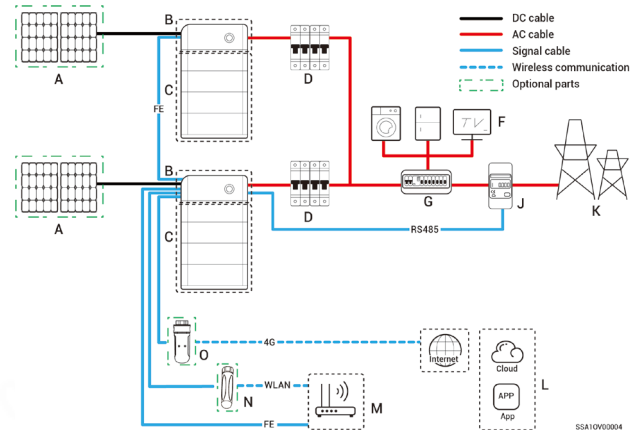 DC cable
AC cable
Signal cable
Wireless communication
Optional parts
A
B
C
D
FE
TV
F
A
B
C
D
G
J
K
RS485
O
4G
Internet
Cloud
L
N
WLAN
M
APP
App
FE
SSA1OV00004